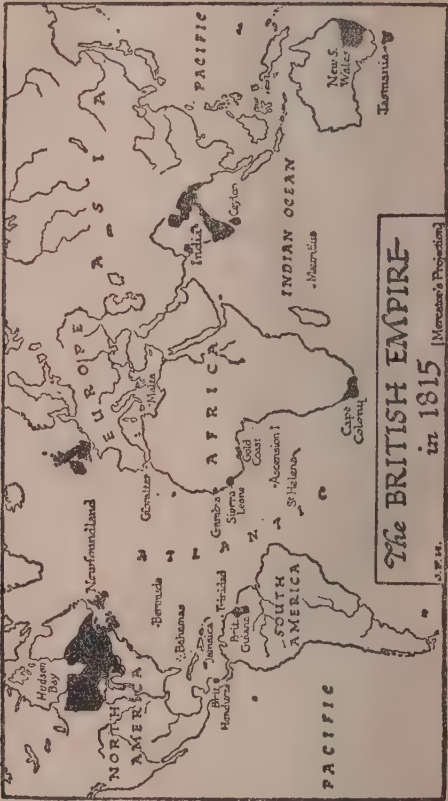 PACIFIC
ASIA
New S.
Wales
Tasmania
India
Ceylon
INDIAN OCEAN
Mauritius
EUROPE
Malta
AFRICA
Gibraltar
Gambia
Sierra
Leone
Gold
Coast
Ascension I
St Helena
Cape
Colony
ATLANTIC
Newfoundland
Hudson
Bay
NORTH
AMERICA
Bermuda
Bahamas
Jamaica
Trinidad
Brit
Honduras
Brit
Guiana
SOUTH
AMERICA
PACIFIC
The BRITISH EMPIRE
in 1815
[Mercator's Projection]
J.F.H.